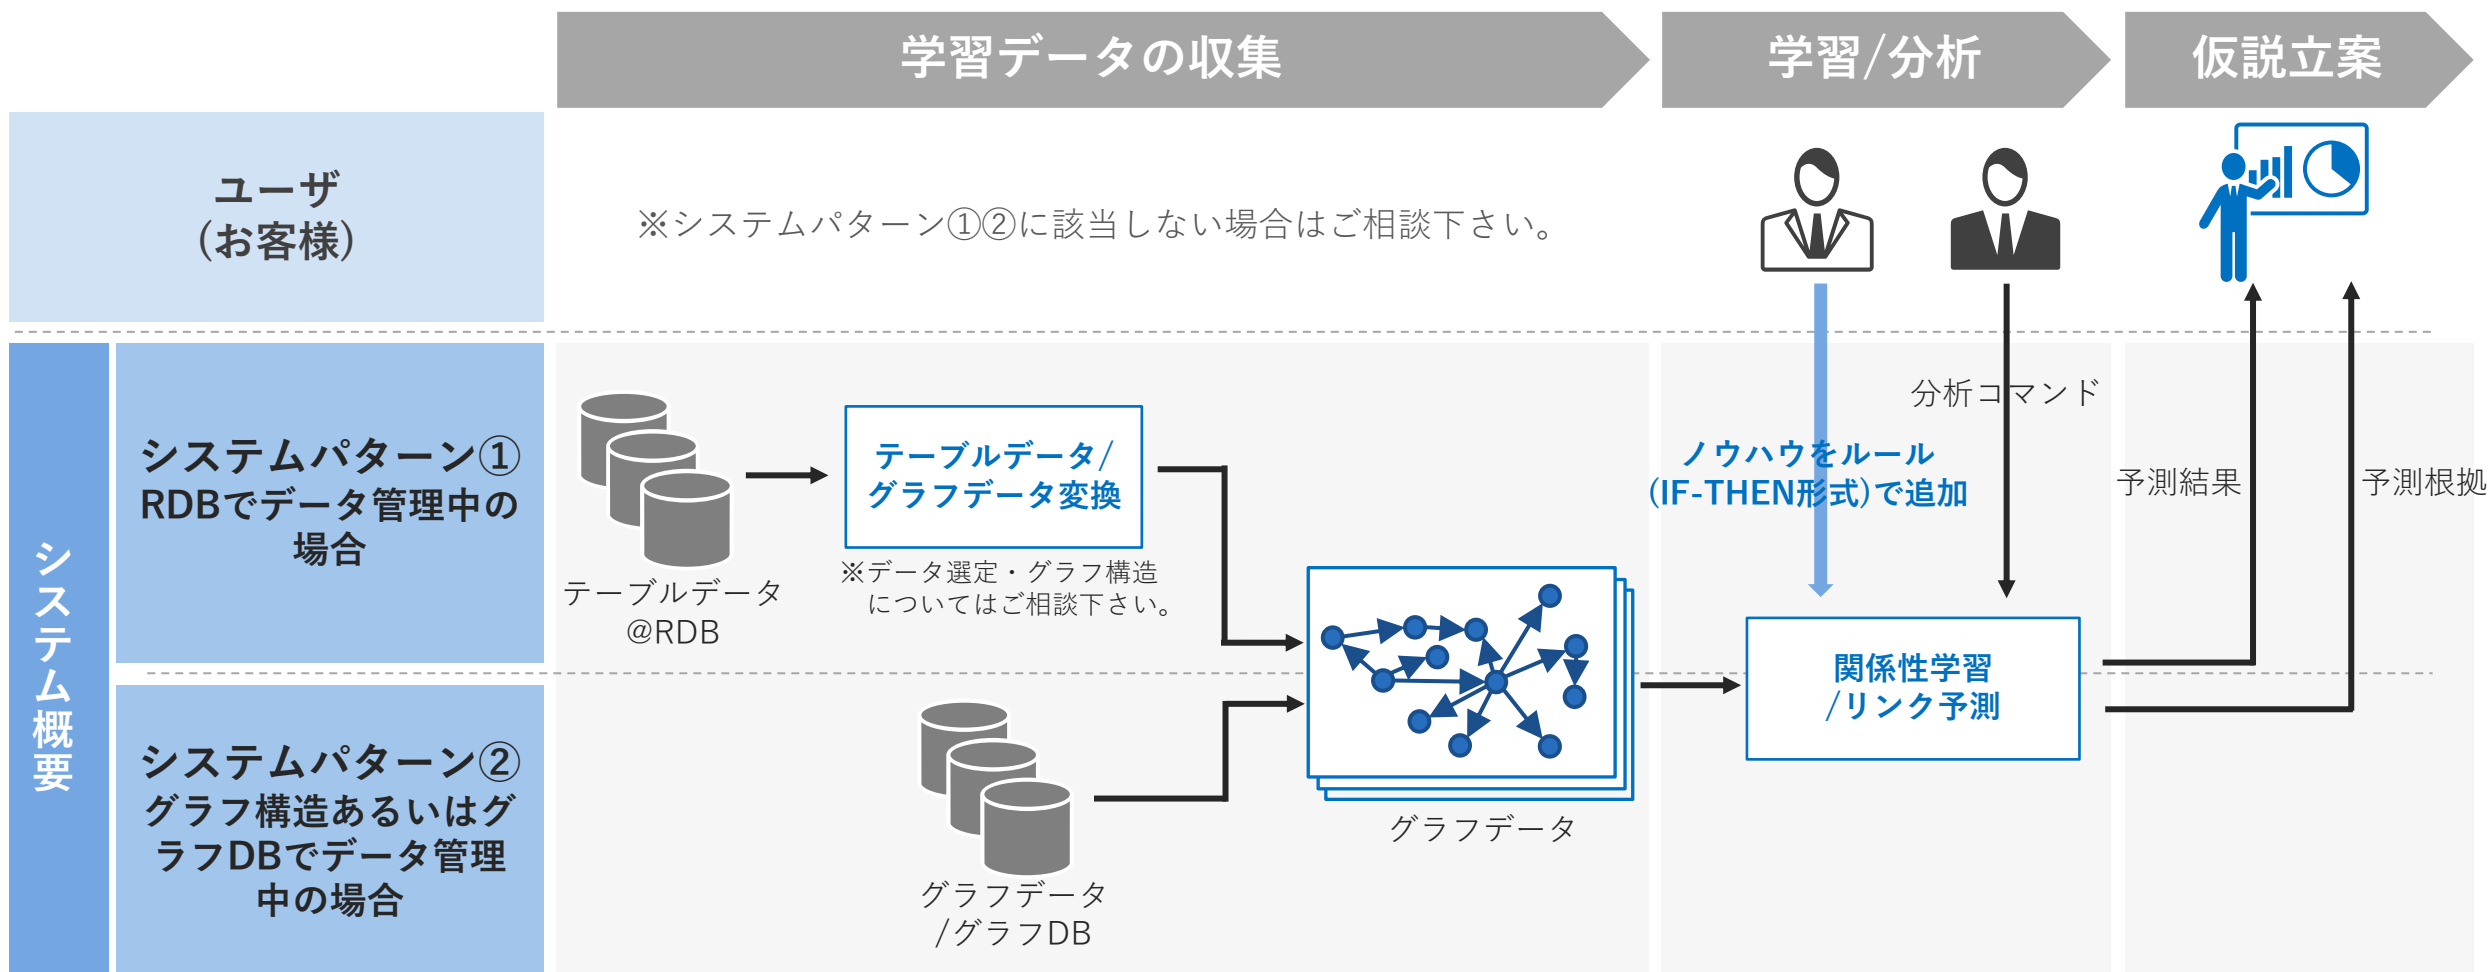 学習データの収集
学習/分析
仮説立案
ユーザ
(お客様)
※システムパターン①②に該当しない場合はご相談下さい。
システム概要
システムパターン①
RDBでデータ管理中の
場合
テーブルデータ
@RDB
テーブルデータ/
グラフデータ変換
※データ選定・グラフ構造
についてはご相談下さい。
分析コマンド
ノウハウをルール
(IF-THEN形式)で追加
予測結果
予測根拠
関係性学習
/リンク予測
システムパターン②
グラフ構造あるいはグ
ラフDBでデータ管理
中の場合
グラフデータ
/グラフDB
グラフデータ